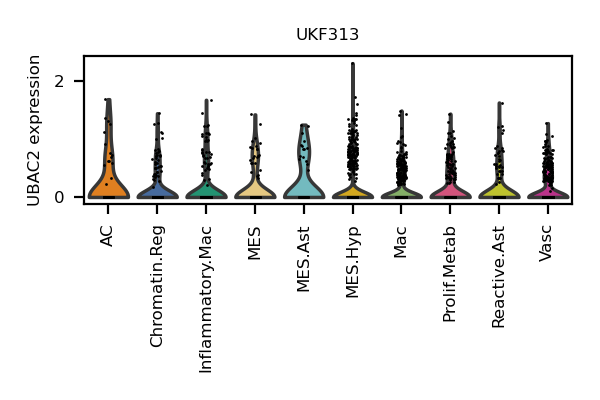 UKF313
UBAC2 expression
2
0
AC
Chromatin.Reg
Inflammatory.Mac
MES
MES.Ast
MES.Hyp
Mac
Prolif.Metab
Reactive.Ast
Vasc